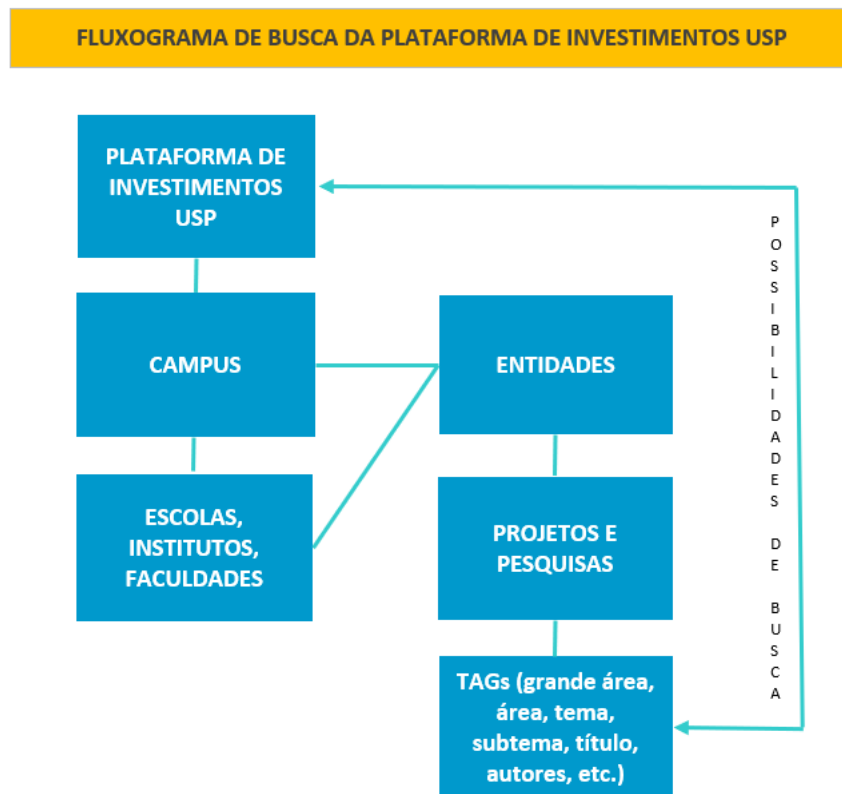 FLUXOGRAMA DE BUSCA DA PLATAFORMA DE INVESTIMENTOS USP
PLATAFORMA DE
INVESTIMENTOS
USP
CAMPUS
ESCOLAS,
INSTITUTOS,
FACULDADES
ENTIDADES
PROJETOS E
PESQUISAS
TAGs (grande área,
área, tema,
subtema, título,
autores, etc.)
POSSIBILIDADES DE BUSCA